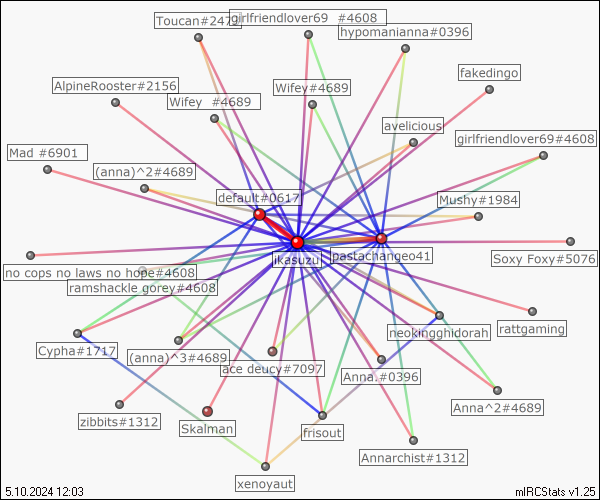 Toucan#2472
girlfriendlover69 #4608
hypomanianna#0396
fakedingo
AlpineRooster#2156
Wifey #4689
Wifey#4689
avelicious
girlfriendlover69#4608
Mad #6901
(anna)^2#4689
default#0617
Mushy#1984
ikasuzu
pastachangeo41
Soxy Foxy#5076
no cops no laws no hope#4608
ramshackle gorey#4608
neokingghidorah
rattgaming
Cypha#1717
(anna)^3#4689
ace deucy#7097
Anna.#0396
Anna^2#4689
zibbits#1312
Skalman
frisout
Annarchist#1312
xenoyaut
5.10.2024 12:03
mIRCStats v1.25